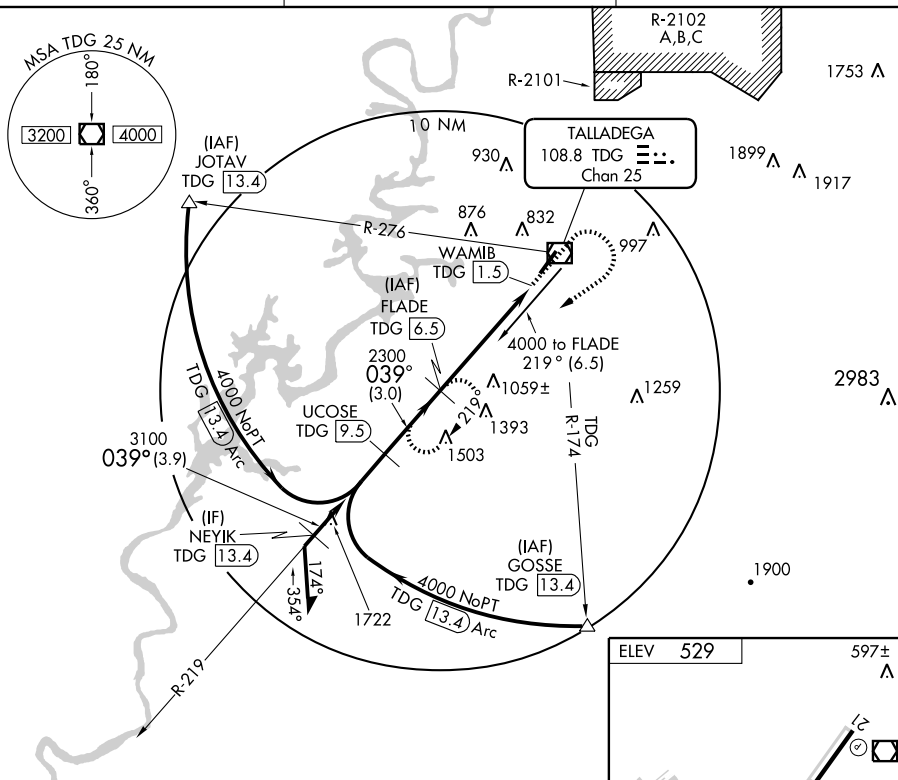 MSA TDG 25 NM
180°
3200
4000
360°
R-2102
A,B,C
R-2101
1753
1899
1917
10 NM
TALLADEGA
108.8 TDG
Chan 25
930
(IAF)
JOTAV
TDG 13.4
R-276
876
832
997
WAMIB
TDG 1.5
(IAF)
FLADE
TDG 6.5
4000 to FLADE
219° (6.5)
2300
039°
(3.0)
1059±
1259
2983
219°
1393
1503
UCOSE
TDG 9.5
TDG
R-174
4000 NoPT
TDG 13.4 Arc
3100
039° (3.9)
(IF)
NEYIK
TDG 13.4
174°
354°
1722
(IAF)
GOSSE
TDG 13.4
4000 NoPT
TDG 13.4 Arc
1900
R-219
ELEV 529
597±
21